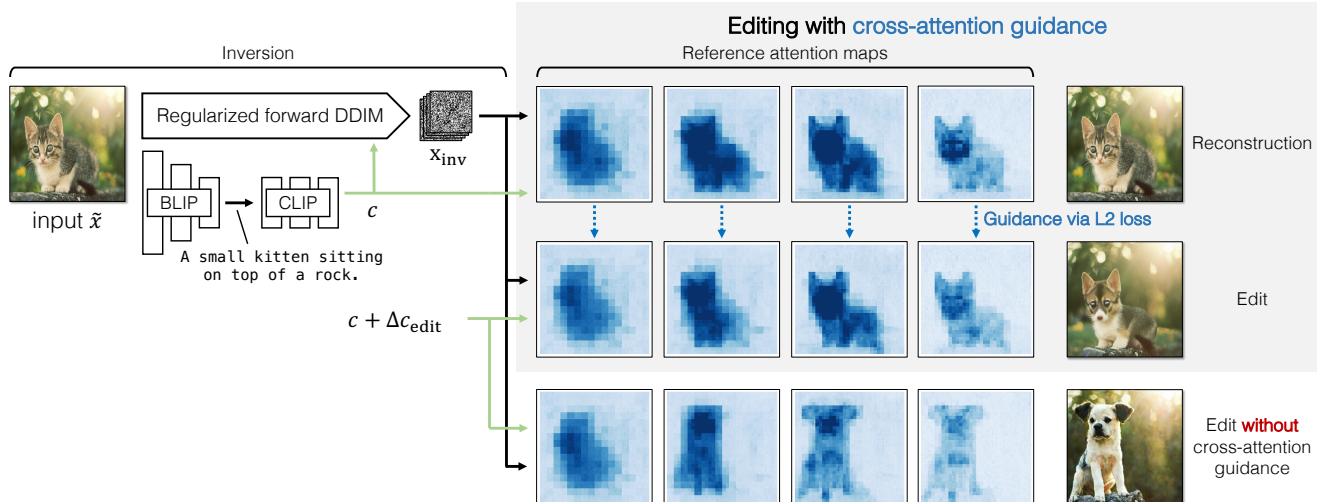 Editing with cross-attention guidance
Inversion
Reference attention maps
Regularized forward DDIM
x_inv
Reconstruction
BLIP
CLIP
c
input x̃
Guidance via L2 loss
A small kitten sitting
on top of a rock.
Edit
c + Δc_edit
Edit without
cross-attention
guidance